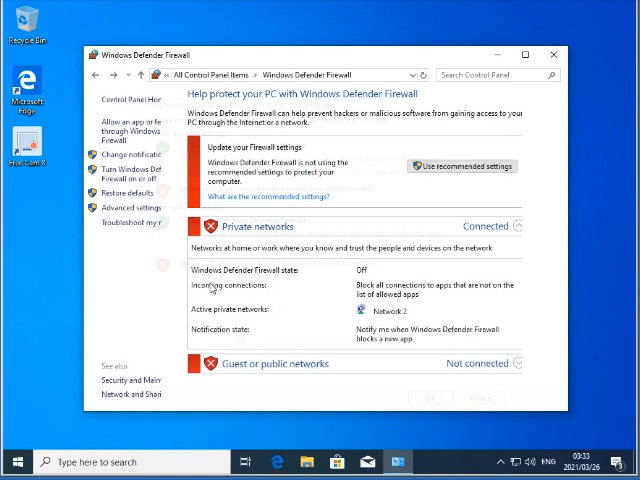 Recycle Bin
Microsoft
Edge
Free Cam 8
Windows Defender Firewall
All Control Panel Items
Windows Defender Firewall
Search Control Panel
Control Panel Hor
Allow an app or fe
through Windows
Firewall
Change notificatic
Turn Windows Def
Firewall on or off
Restore defaults
Advanced settings
Troubleshoot my r
See also
Security and Main
Network and Shari
Help protect your PC with Windows Defender Firewall
Windows Defender Firewall can help prevent hackers or malicious software from gaining access to your
PC through the Internet or a network.
Update your Firewall settings
Windows Defender Firewall is not using the
recommended settings to protect your
computer.
What are the recommended settings?
Use recommended settings
Private networks
Connected
Networks at home or work where you know and trust the people and devices on the network
Windows Defender Firewall state:
Off
Incoming connections:
Block all connections to apps that are not on the
list of allowed apps
Active private networks:
Network 2
Notification state:
Notify me when Windows Defender Firewall
blocks a new app
Guest or public networks
Not connected
OK
Cancel
Type here to search
ENG
03:33
2021/03/26
3